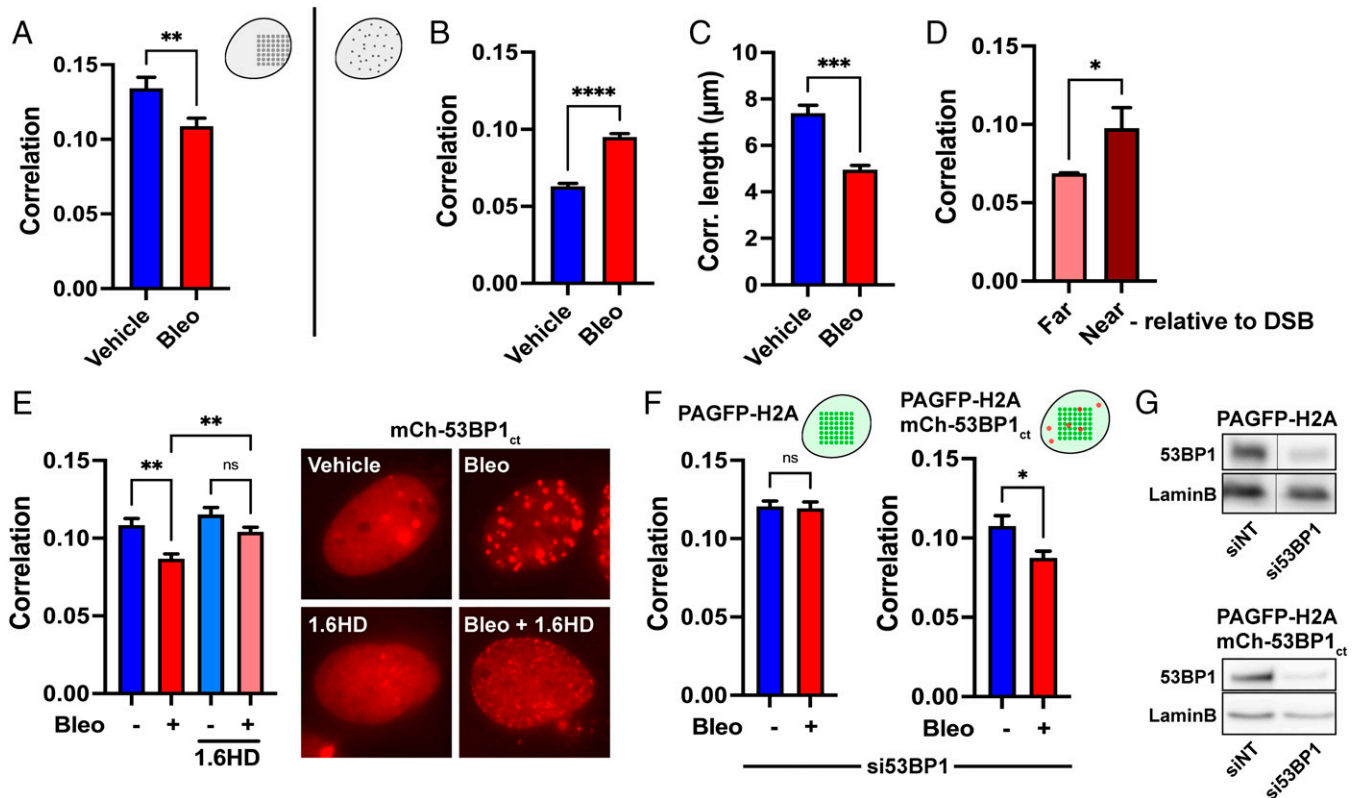 A
**
Correlation
0.15
0.10
0.05
0.00
Vehicle
Bleo
B
****
Correlation
0.15
0.10
0.05
0.00
Vehicle
Bleo
C
***
Corr. length (µm)
10
8
6
4
2
0
Vehicle
Bleo
D
*
Correlation
0.15
0.10
0.05
0.00
Far
Near
- relative to DSB
E
**
**
ns
Correlation
0.15
0.10
0.05
0.00
Bleo - + - +
1.6HD
mCh-53BP1ct
Vehicle
Bleo
1.6HD
Bleo + 1.6HD
F
PAGFP-H2A
ns
Correlation
0.15
0.10
0.05
0.00
Bleo - +
PAGFP-H2A
mCh-53BP1ct
*
Correlation
0.15
0.10
0.05
0.00
Bleo - +
si53BP1
G
PAGFP-H2A
53BP1
LaminB
siNT
si53BP1
PAGFP-H2A
mCh-53BP1ct
53BP1
LaminB
siNT
si53BP1